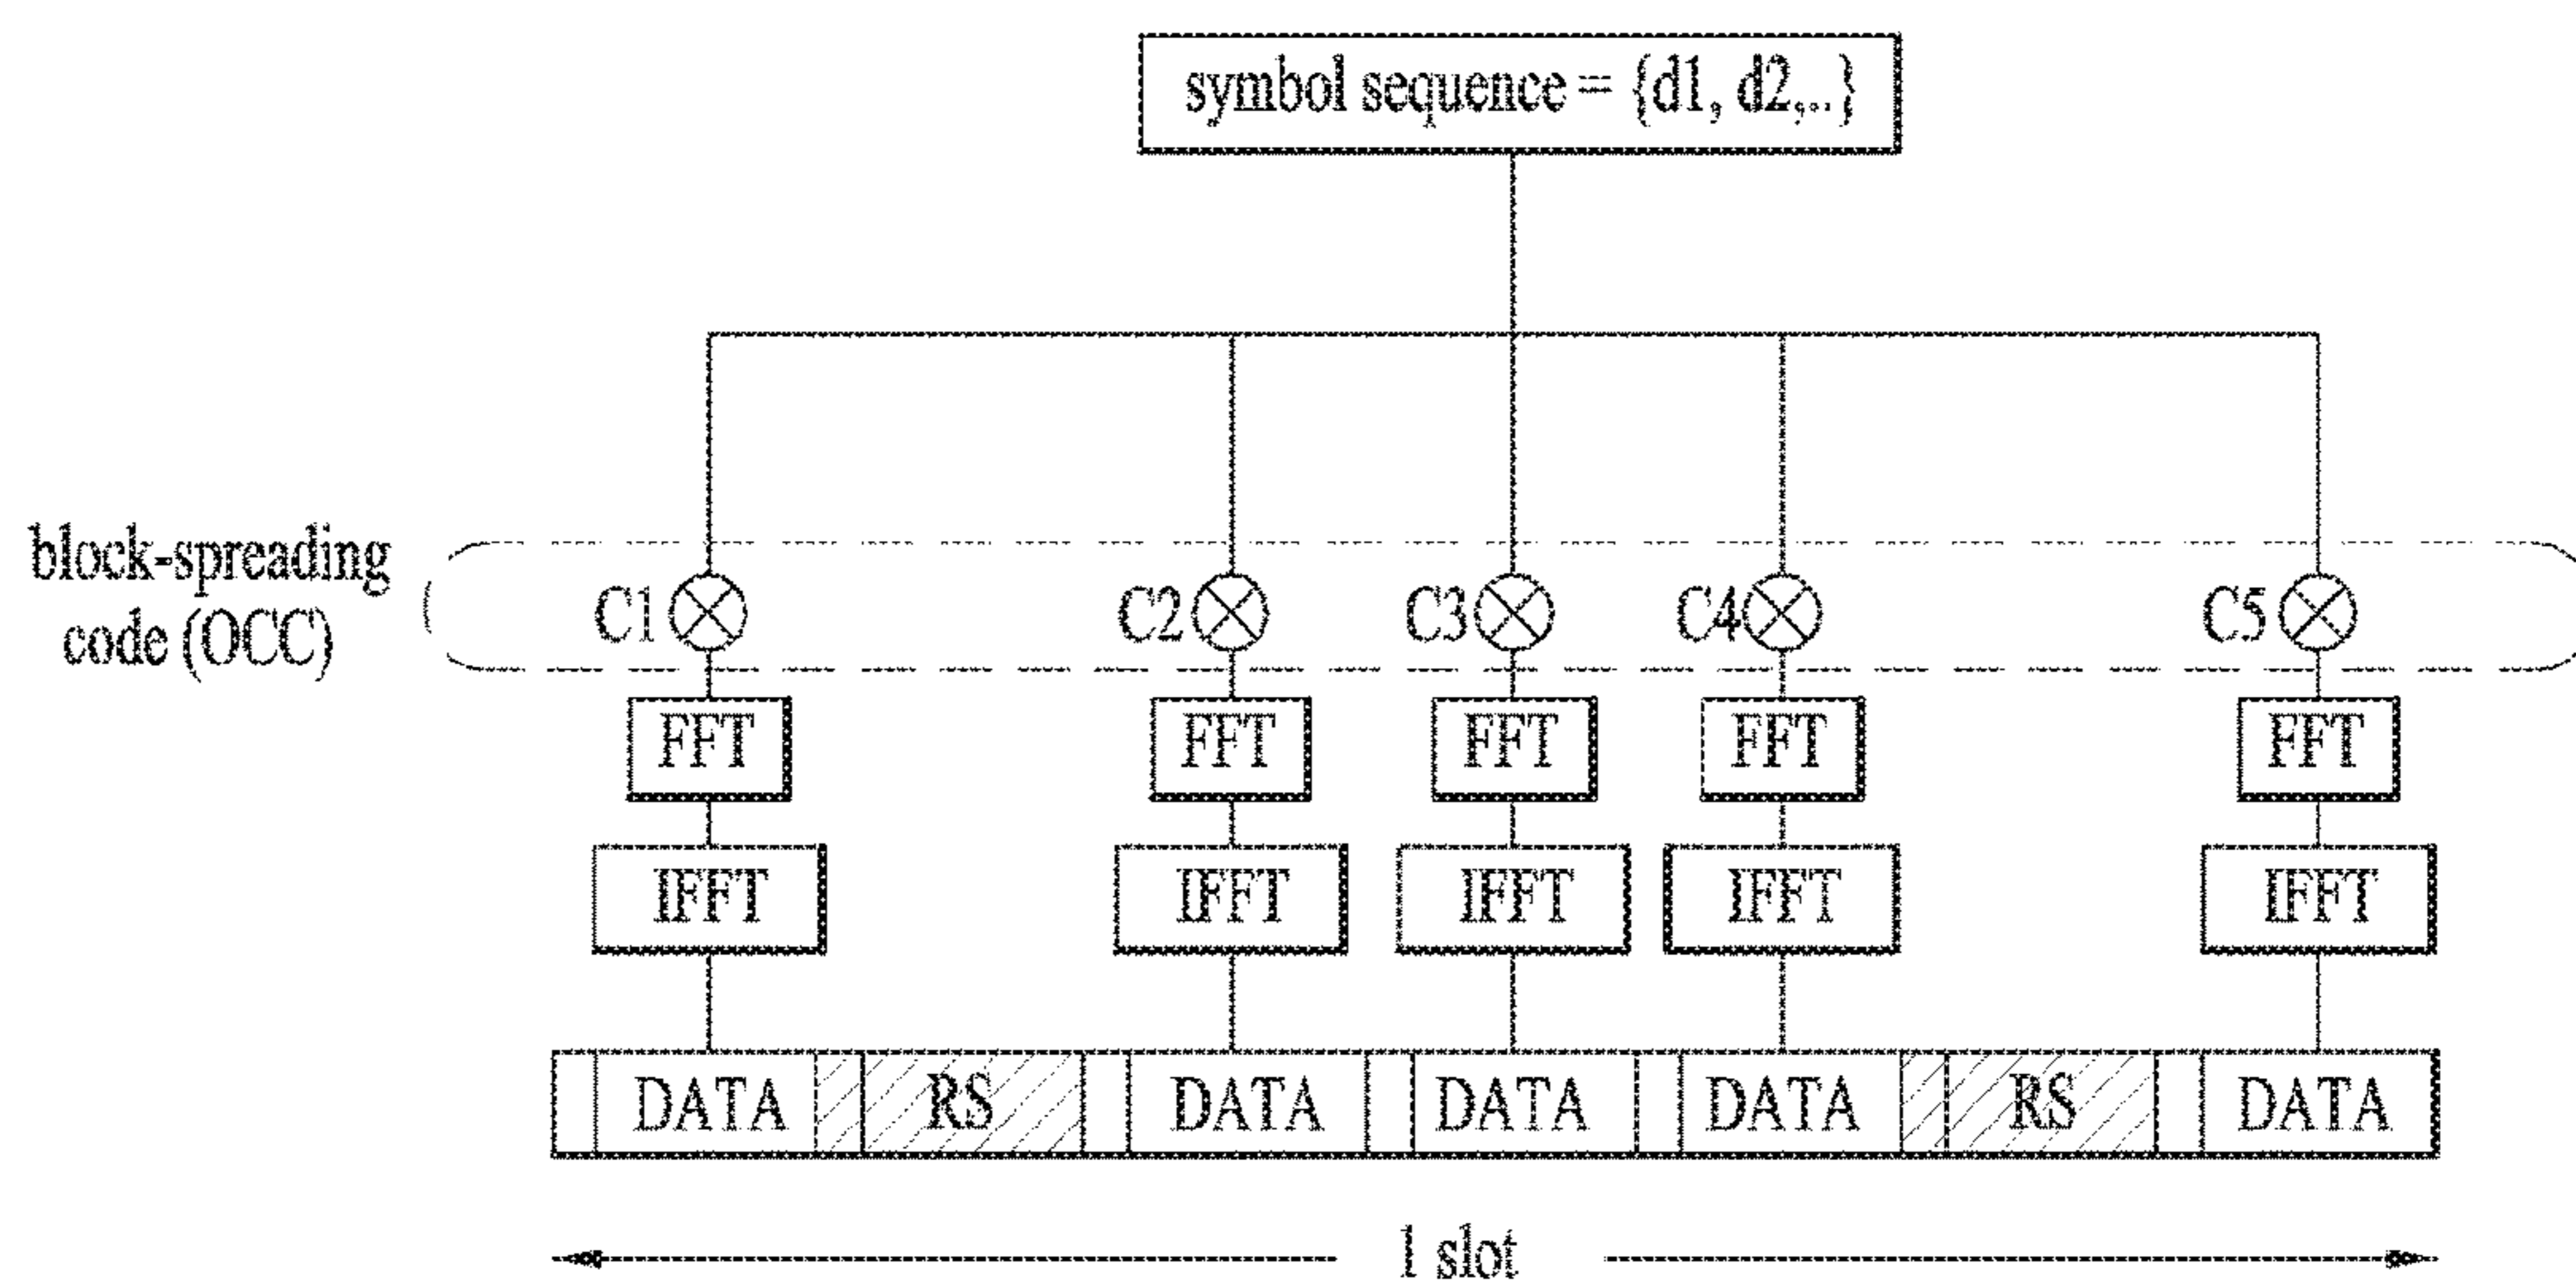 symbol sequence = {d1, d2,..}
block-spreading
code (OCC)
C1 C2 C3 C4 C5
FFT FFT FFT FFT FFT
IFFT IFFT IFFT IFFT IFFT
DATA RS DATA DATA DATA RS DATA
1 slot